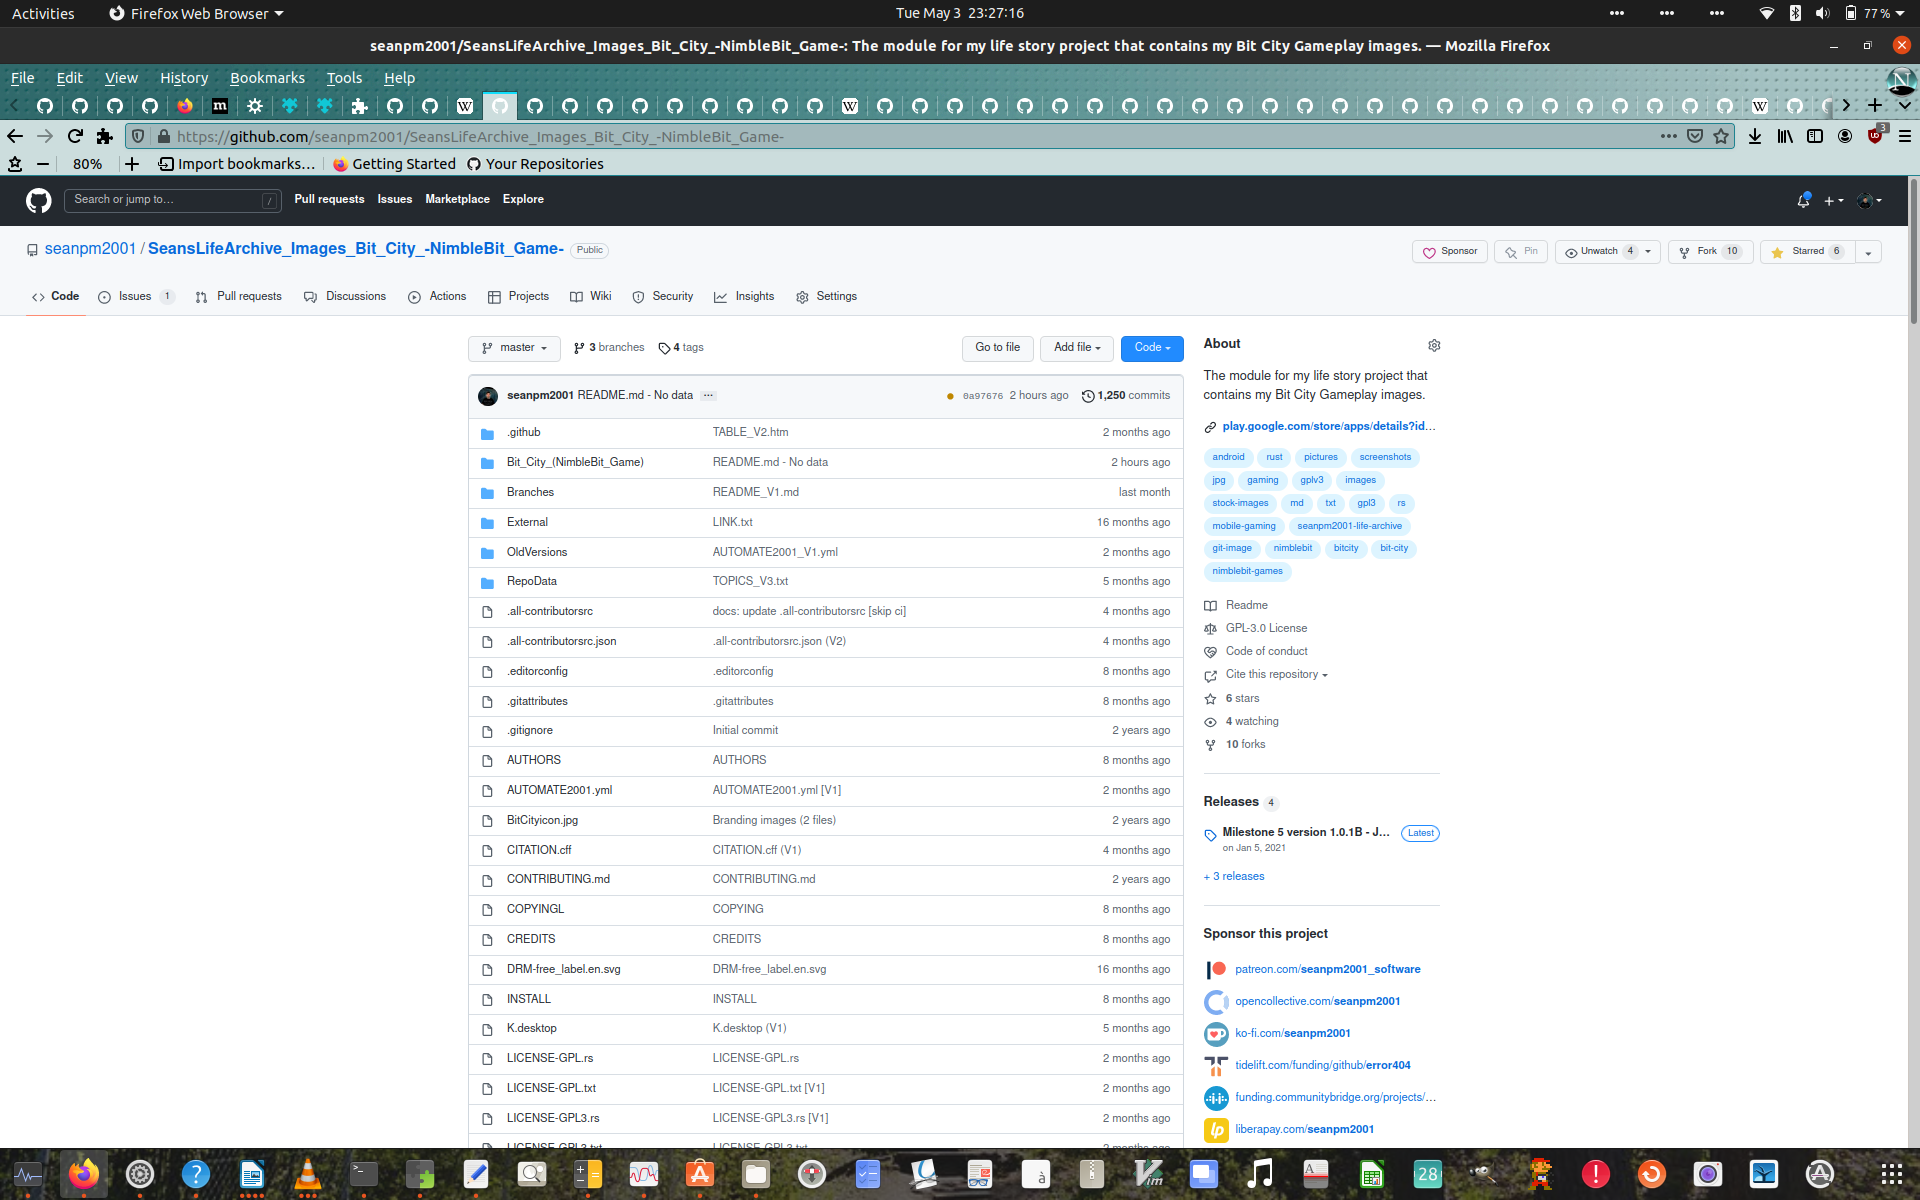 Activities
Firefox Web Browser
Tue May 3 23:27:16
77 %
seanpm2001/SeansLifeArchive_Images_Bit_City_-NimbleBit_Game-: The module for my life story project that contains my Bit City Gameplay images. — Mozilla Firefox
File Edit View History Bookmarks Tools Help
https://github.com/seanpm2001/SeansLifeArchive_Images_Bit_City_-NimbleBit_Game-
3
80%
Import bookmarks…
Getting Started
Your Repositories
Search or jump to…
/
Pull requests Issues Marketplace Explore
seanpm2001 / SeansLifeArchive_Images_Bit_City_-NimbleBit_Game- Public
Sponsor
Pin
Unwatch 4
Fork 10
Starred 6
Code
Issues 1
Pull requests
Discussions
Actions
Projects
Wiki
Security
Insights
Settings
master
3 branches
4 tags
Go to file
Add file
Code
seanpm2001 README.md - No data ... 0a97676 2 hours ago 1,250 commits
.github TABLE_V2.htm 2 months ago
Bit_City_(NimbleBit_Game) README.md - No data 2 hours ago
Branches README_V1.md last month
External LINK.txt 16 months ago
OldVersions AUTOMATE2001_V1.yml 2 months ago
RepoData TOPICS_V3.txt 5 months ago
.all-contributorsrc docs: update .all-contributorsrc [skip ci] 4 months ago
.all-contributorsrc.json .all-contributorsrc.json (V2) 4 months ago
.editorconfig .editorconfig 8 months ago
.gitattributes .gitattributes 8 months ago
.gitignore Initial commit 2 years ago
AUTHORS AUTHORS 8 months ago
AUTOMATE2001.yml AUTOMATE2001.yml [V1] 2 months ago
BitCityicon.jpg Branding images (2 files) 2 years ago
CITATION.cff CITATION.cff (V1) 4 months ago
CONTRIBUTING.md CONTRIBUTING.md 2 years ago
COPYINGL COPYING 8 months ago
CREDITS CREDITS 8 months ago
DRM-free_label.en.svg DRM-free_label.en.svg 16 months ago
INSTALL INSTALL 8 months ago
K.desktop K.desktop (V1) 5 months ago
LICENSE-GPL.rs LICENSE-GPL.rs 2 months ago
LICENSE-GPL.txt LICENSE-GPL.txt [V1] 2 months ago
LICENSE-GPL3.rs LICENSE-GPL3.rs [V1] 2 months ago
LICENSE-GPL3.txt LICENSE-GPL3.txt 2 months ago
About
The module for my life story project that
contains my Bit City Gameplay images.
play.google.com/store/apps/details?id…
android rust pictures screenshots
jpg gaming gplv3 images
stock-images md txt gpl3 rs
mobile-gaming seanpm2001-life-archive
git-image nimblebit bitcity bit-city
nimblebit-games
Readme
GPL-3.0 License
Code of conduct
Cite this repository
6 stars
4 watching
10 forks
Releases 4
Milestone 5 version 1.0.1B - J… Latest
on Jan 5, 2021
+ 3 releases
Sponsor this project
patreon.com/seanpm2001_software
opencollective.com/seanpm2001
ko-fi.com/seanpm2001
tidelift.com/funding/github/error404
funding.communitybridge.org/projects/…
liberapay.com/seanpm2001
28